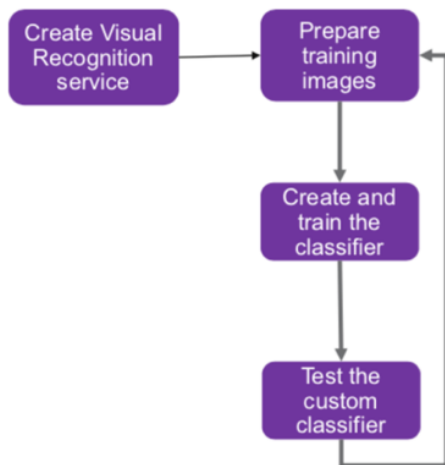 Create Visual
Recognition
service
Prepare
training
images
Create and
train the
classifier
Test the
custom
classifier